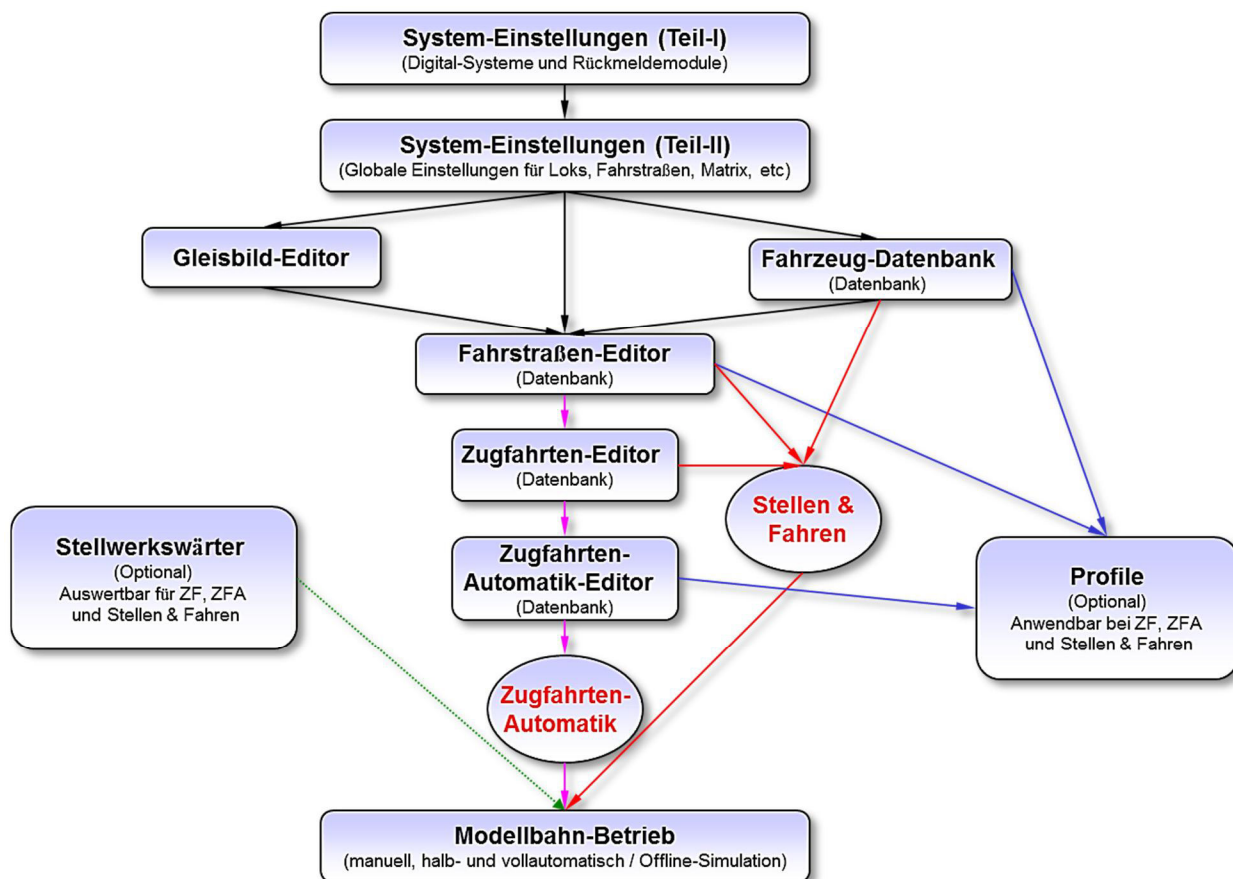 System-Einstellungen (Teil-I)
(Digital-Systeme und Rückmeldemodule)
System-Einstellungen (Teil-II)
(Globale Einstellungen für Loks, Fahrstraßen, Matrix, etc)
Gleisbild-Editor
Fahrzeug-Datenbank
(Datenbank)
Fahrstraßen-Editor
(Datenbank)
Zugfahrten-Editor
(Datenbank)
Stellen &
Fahren
Stellwerkswärter
(Optional)
Auswertbar für ZF, ZFA
und Stellen & Fahren
Zugfahrten-
Automatik-Editor
(Datenbank)
Profile
(Optional)
Anwendbar bei ZF, ZFA
und Stellen & Fahren
Zugfahrten-
Automatik
Modellbahn-Betrieb
(manuell, halb- und vollautomatisch / Offline-Simulation)